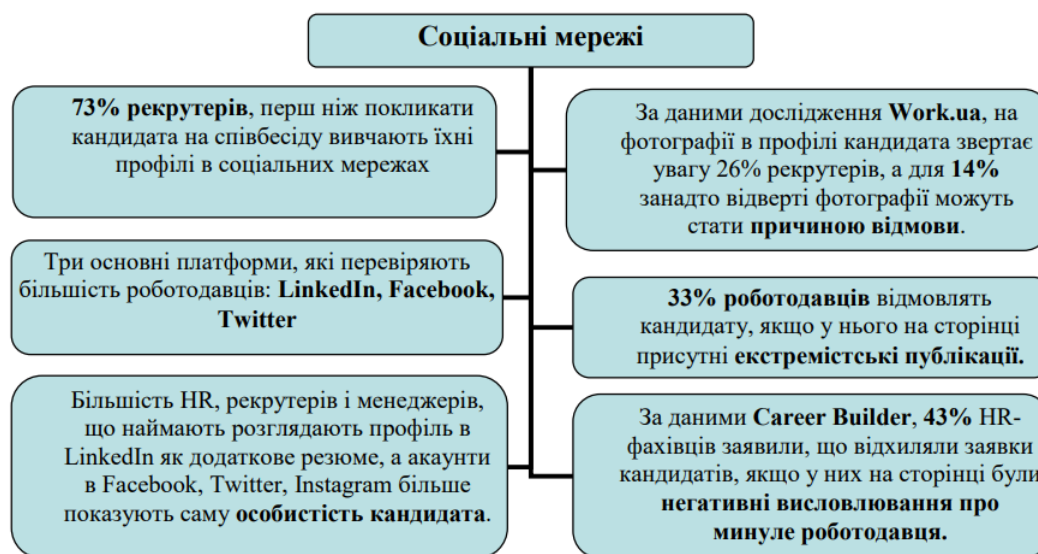 Соціальні мережі
73% рекрутерів, перш ніж покликати
кандидата на співбесіду вивчають їхні
профілі в соціальних мережах
Три основні платформи, які перевіряють
більшість роботодавців: LinkedIn, Facebook,
Twitter
Більшість HR, рекрутерів і менеджерів,
що наймають розглядають профіль в
LinkedIn як додаткове резюме, а акаунти
в Facebook, Twitter, Instagram більше
показують саму особистість кандидата.
За даними дослідження Work.ua, на
фотографії в профілі кандидата звертає
увагу 26% рекрутерів, а для 14%
занадто відверті фотографії можуть
стати причиною відмови.
33% роботодавців відмовлять
кандидату, якщо у нього на сторінці
присутні екстремістські публікації.
За даними Career Builder, 43% HR-
фахівців заявили, що відхиляли заявки
кандидатів, якщо у них на сторінці були
негативні висловлювання про
минуле роботодавця.